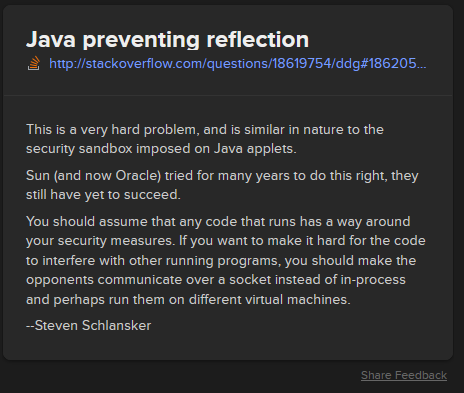 Java preventing reflection
http://stackoverflow.com/questions/18619754/ddg#186205...
This is a very hard problem, and is similar in nature to the
security sandbox imposed on Java applets.
Sun (and now Oracle) tried for many years to do this right, they
still have yet to succeed.
You should assume that any code that runs has a way around
your security measures. If you want to make it hard for the code
to interfere with other running programs, you should make the
opponents communicate over a socket instead of in-process
and perhaps run them on different virtual machines.
--Steven Schlansker
Share Feedback